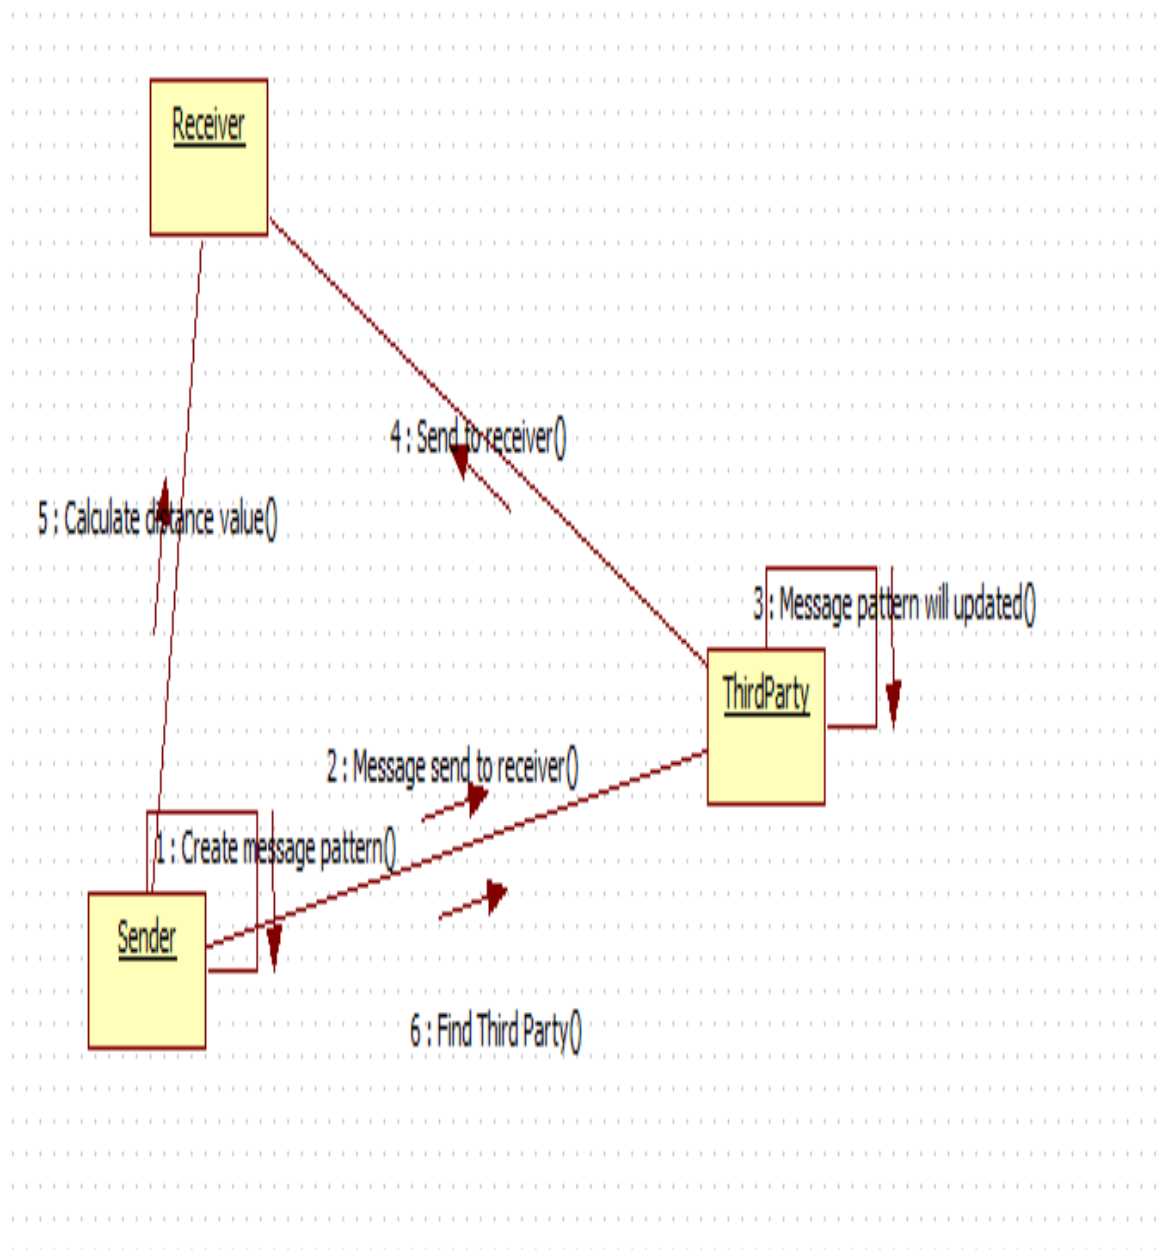 Receiver
4 : Send to receiver()
5 : Calculate distance value()
3 : Message pattern will updated()
ThirdParty
2 : Message send to receiver()
1 : Create message pattern()
Sender
6 : Find Third Party()